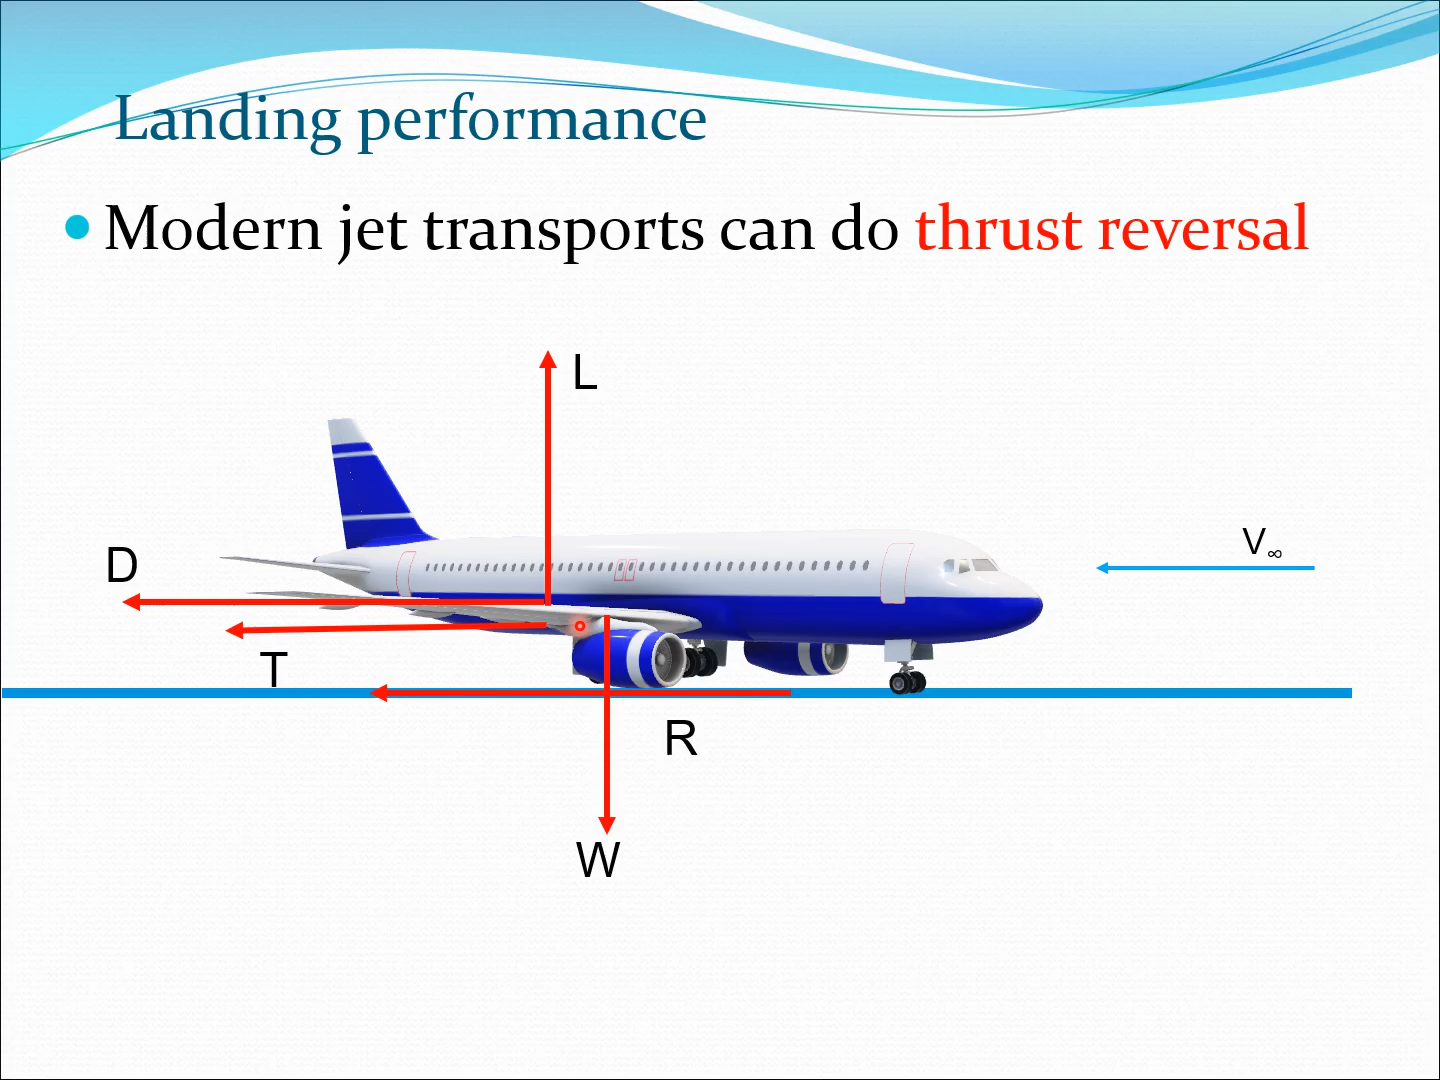 Landing performance
Modern jet transports can do thrust reversal
L
V∞
D
T
R
W